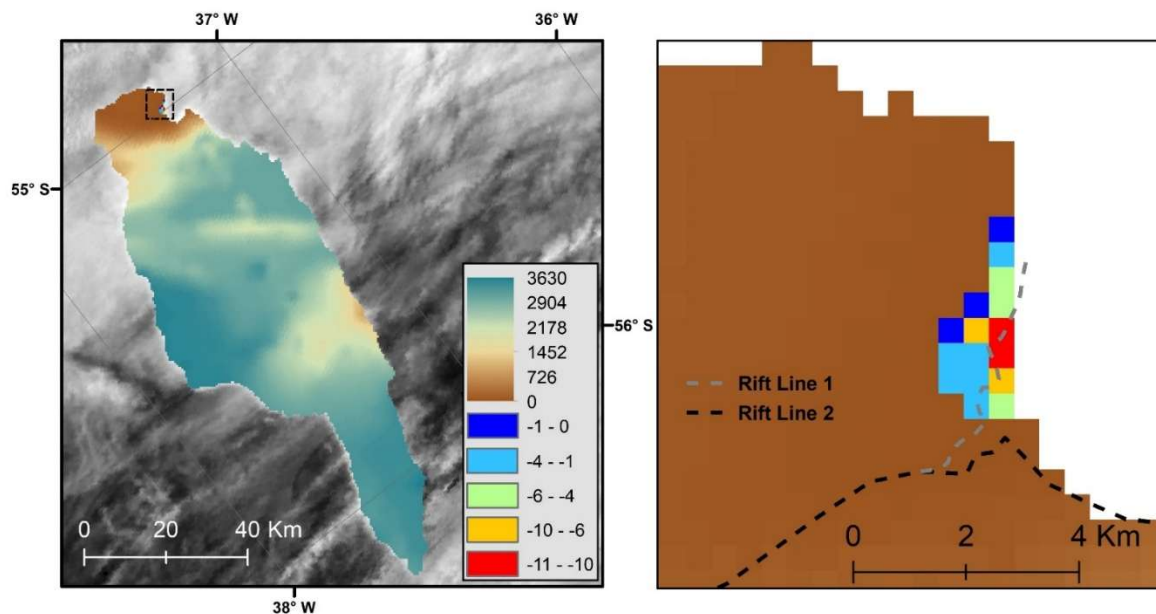 37° W
36° W
55° S
56° S
38° W
3630
2904
2178
1452
726
0
-1 - 0
-4 - -1
-6 - -4
-10 - -6
-11 - -10
0 20 40 Km
Rift Line 1
Rift Line 2
0 2 4 Km